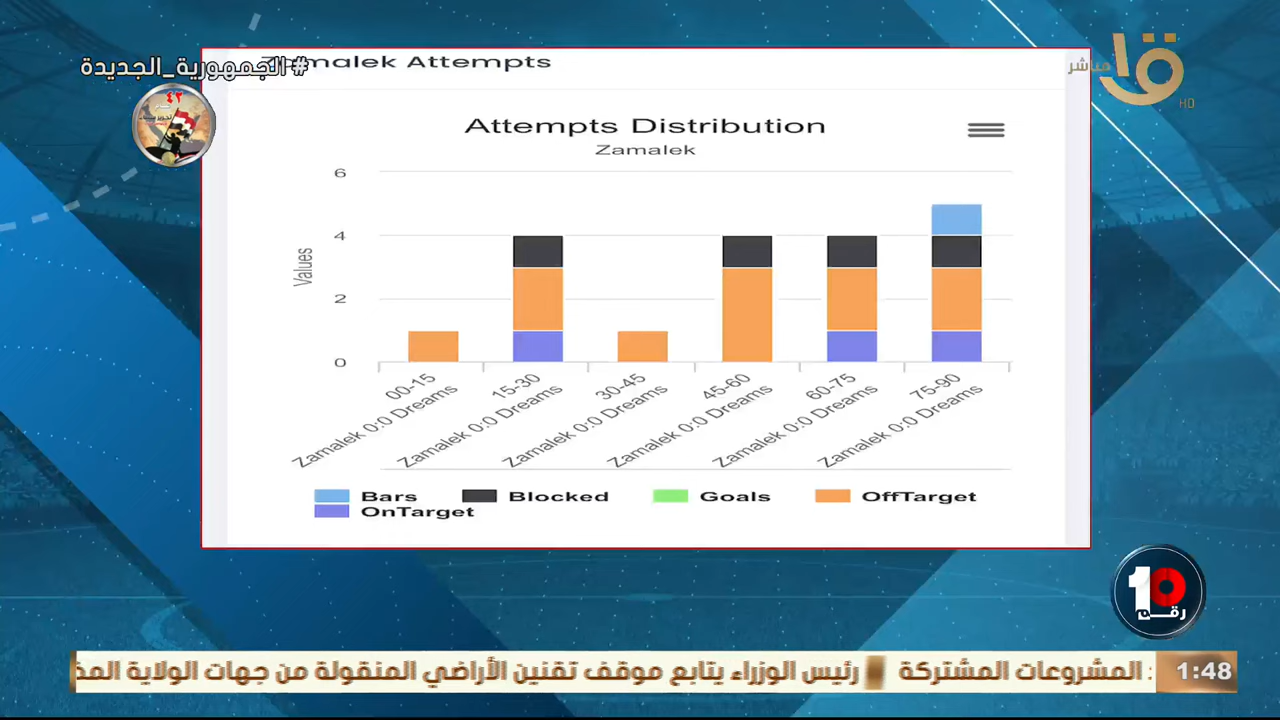 #الجمهورية_الجديدة
مباشر
HD
malek Attempts
٤٢
Attempts Distribution
Zamalek
6
4
2
0
Values
00-15
Zamalek 0:0 Dreams
15-30
Zamalek 0:0 Dreams
30-45
Zamalek 0:0 Dreams
45-60
Zamalek 0:0 Dreams
60-75
Zamalek 0:0 Dreams
75-90
Zamalek 0:0 Dreams
Bars Blocked Goals OffTarget
OnTarget
10
رقم
المشروعات المشتركة رئيس الوزراء يتابع موقف تقنين الأراضي المنقولة من جهات الولاية
1:48